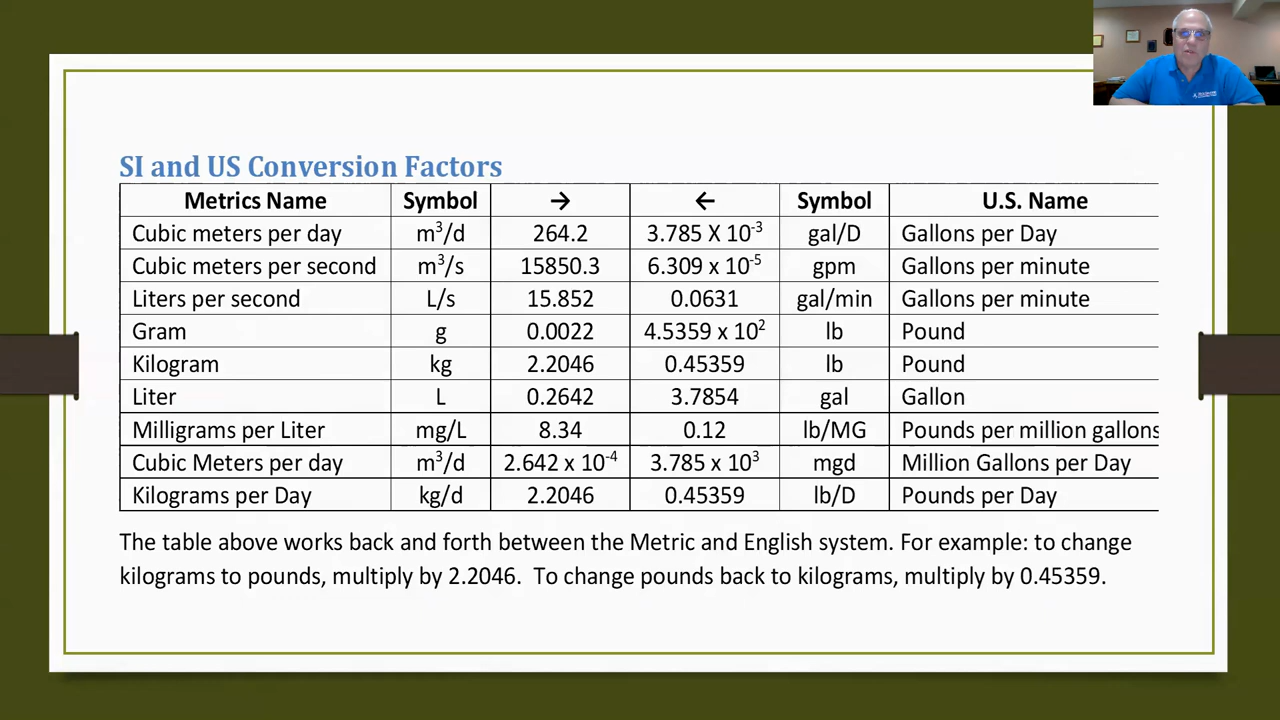 SI and US Conversion Factors
Metrics Name Symbol → ← Symbol U.S. Name
Cubic meters per day m³/d 264.2 3.785 X 10⁻³ gal/D Gallons per Day
Cubic meters per second m³/s 15850.3 6.309 x 10⁻⁵ gpm Gallons per minute
Liters per second L/s 15.852 0.0631 gal/min Gallons per minute
Gram g 0.0022 4.5359 x 10² lb Pound
Kilogram kg 2.2046 0.45359 lb Pound
Liter L 0.2642 3.7854 gal Gallon
Milligrams per Liter mg/L 8.34 0.12 lb/MG Pounds per million gallons
Cubic Meters per day m³/d 2.642 x 10⁻⁴ 3.785 x 10³ mgd Million Gallons per Day
Kilograms per Day kg/d 2.2046 0.45359 lb/D Pounds per Day
The table above works back and forth between the Metric and English system. For example: to change
kilograms to pounds, multiply by 2.2046. To change pounds back to kilograms, multiply by 0.45359.